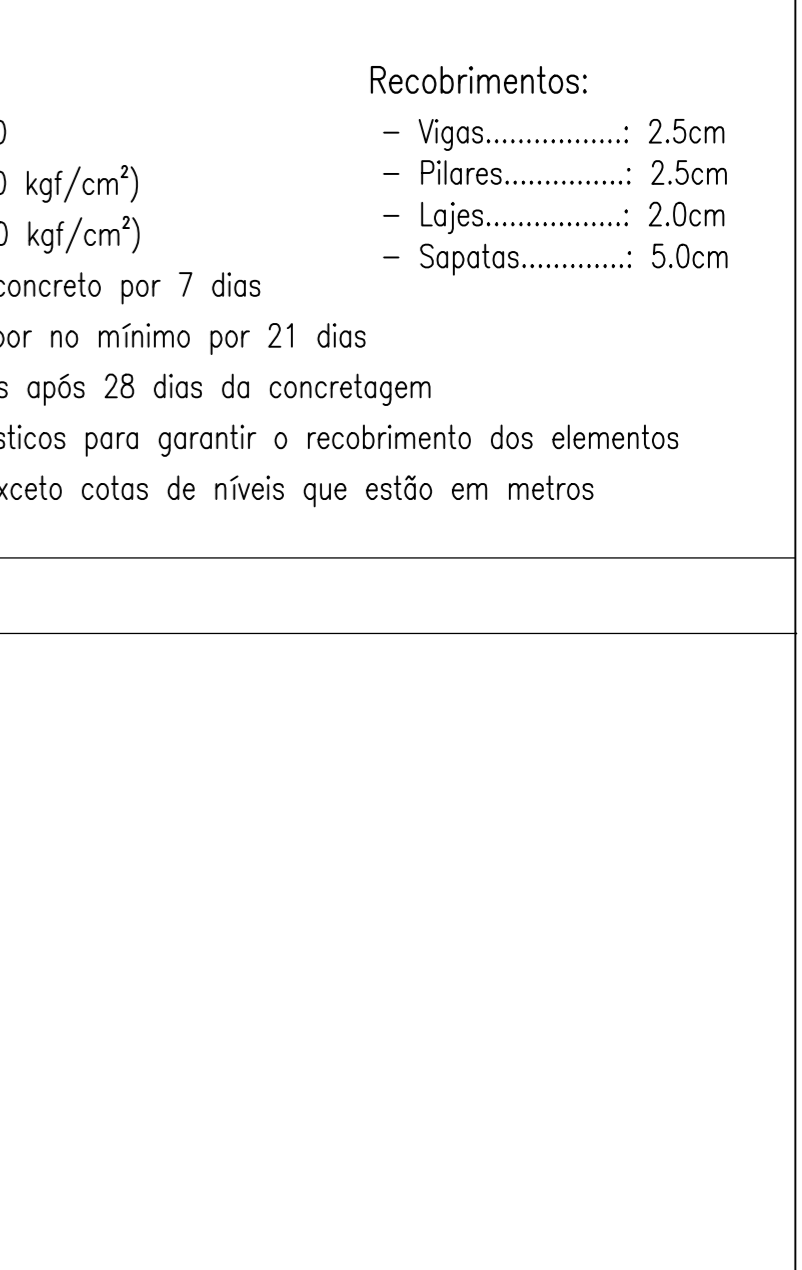 Recobrimentos:
– Vigas.................: 2.5cm
– Pilares...............: 2.5cm
– Lajes.................: 2.0cm
– Sapatas.............: 5.0cm
0
0 kgf/cm²)
0 kgf/cm²)
concreto por 7 dias
por no mínimo por 21 dias
s após 28 dias da concretagem
sticos para garantir o recobrimento dos elementos
xceto cotas de níveis que estão em metros